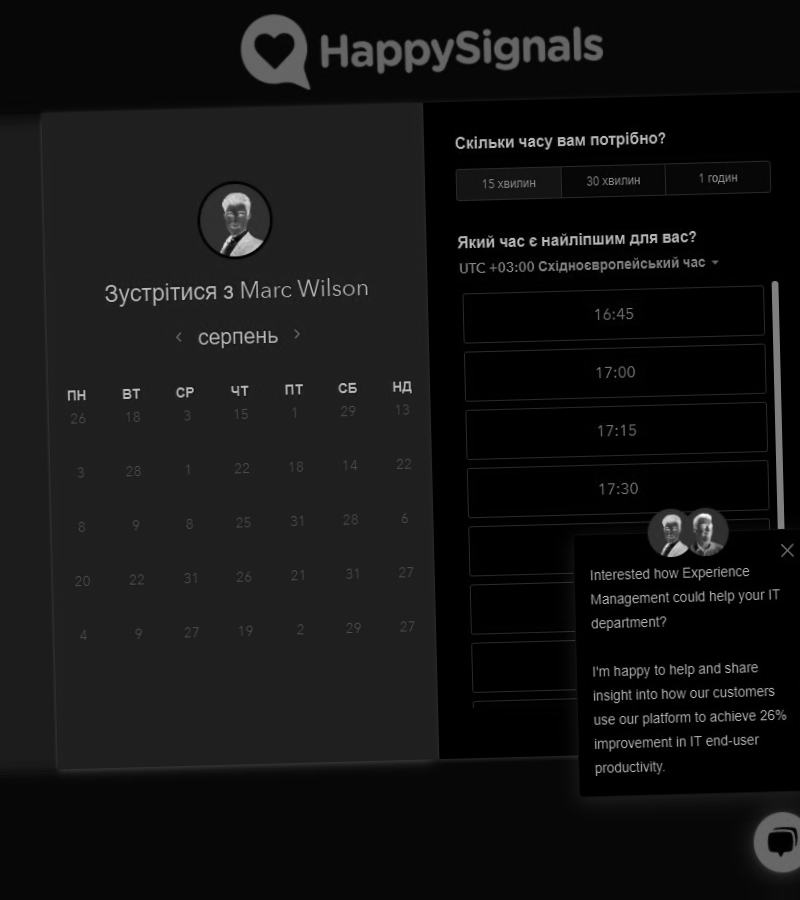 HappySignals
Зустрітися з Marc Wilson
серпень
ПН ВТ СР ЧТ ПТ СБ НД
26 18 3 15 1 29 13
3 28 1 22 18 14 22
8 9 8 25 31 28 6
20 22 31 26 21 31 27
4 9 27 19 2 29 27
Скільки часу вам потрібно?
15 хвилин 30 хвилин 1 годин
Який час є найліпшим для вас?
UTC +03:00 Східноєвропейський час
16:45
17:00
17:15
17:30
Interested how Experience
Management could help your IT
department?
I'm happy to help and share
insight into how our customers
use our platform to achieve 26%
improvement in IT end-user
productivity.